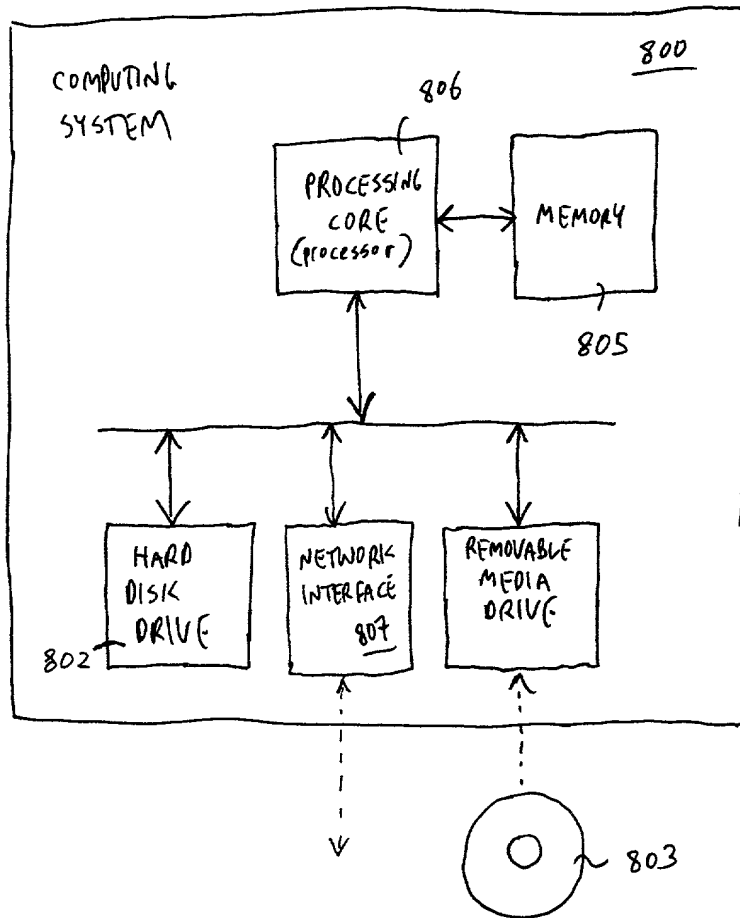 COMPUTING
SYSTEM
800
806
PROCESSING
CORE
(processor)
MEMORY
805
HARD
DISK
DRIVE
802
NETWORK
INTERFACE
807
REMOVABLE
MEDIA
DRIVE
803